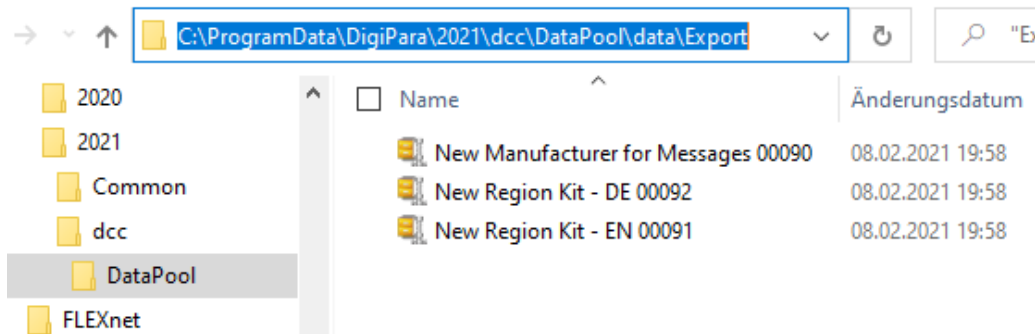 C:\ProgramData\DigiPara\2021\dcc\DataPool\data\Export
"Ex
2020
2021
Common
dcc
DataPool
FLEXnet
Name Änderungsdatum
New Manufacturer for Messages 00090 08.02.2021 19:58
New Region Kit - DE 00092 08.02.2021 19:58
New Region Kit - EN 00091 08.02.2021 19:58